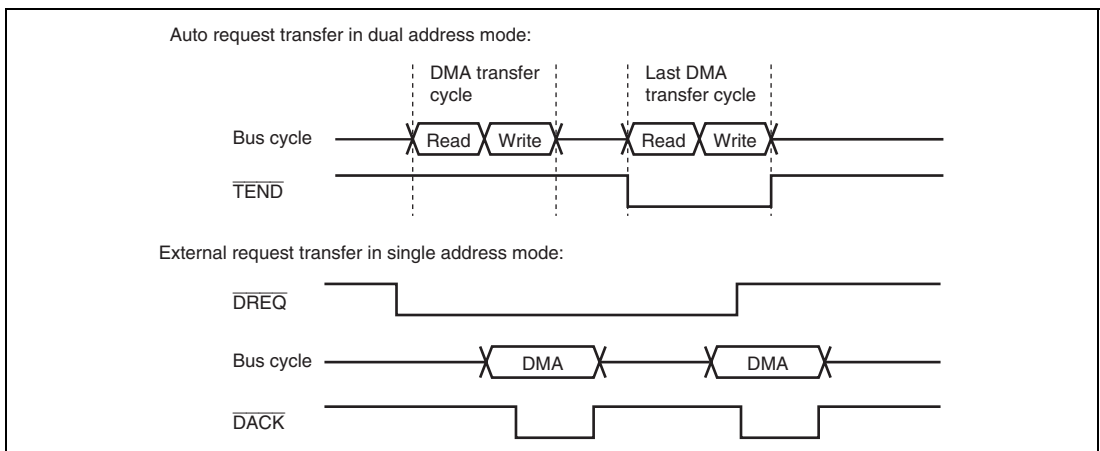 Auto request transfer in dual address mode:
DMA transfer cycle
Last DMA transfer cycle
Bus cycle
Read
Write
Read
Write
TEND
External request transfer in single address mode:
DREQ
Bus cycle
DMA
DMA
DACK